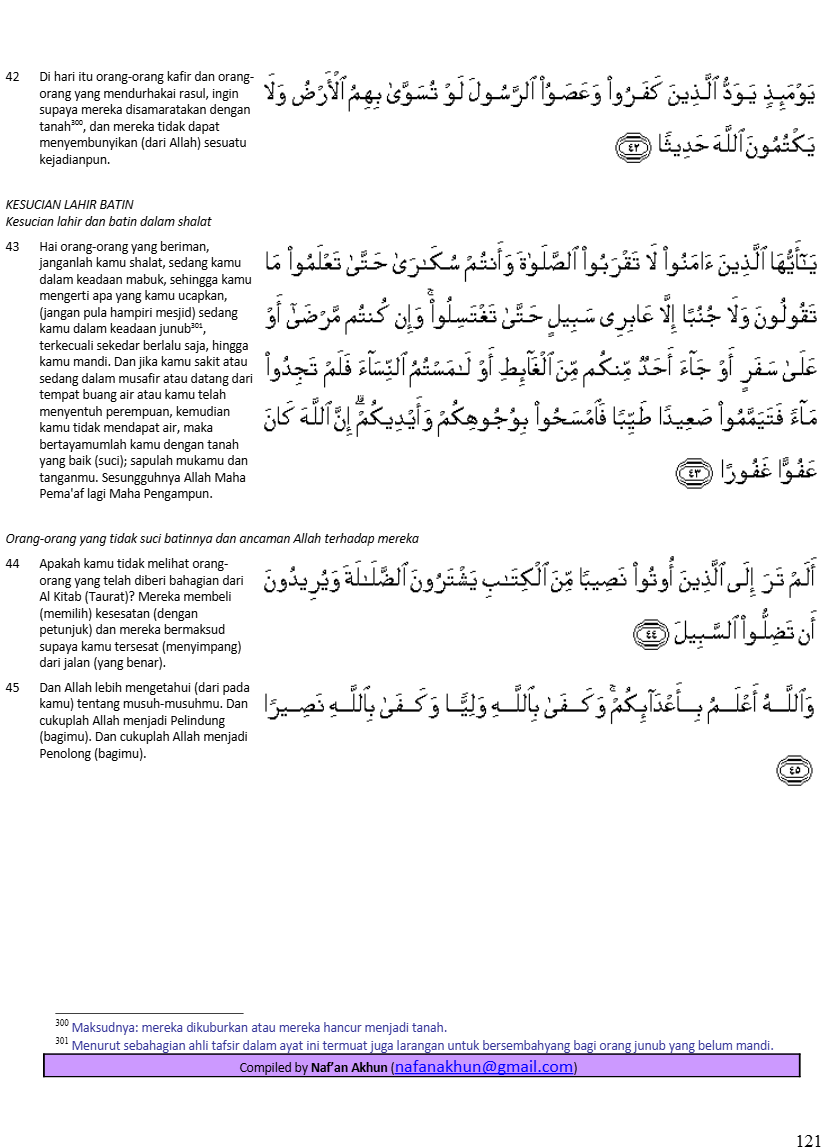 42 Di hari itu orang-orang kafir dan orang-
orang yang mendurhakai rasul, ingin
supaya mereka disamaratakan dengan
tanah300, dan mereka tidak dapat
menyembunyikan (dari Allah) sesuatu
kejadianpun.
يَوْمَئِذٍ يَوَدُّ ٱلَّذِينَ كَفَرُوا۟ وَعَصَوُا۟ ٱلرَّسُولَ لَوْ تُسَوَّىٰ بِهِمُ ٱلْأَرْضُ وَلَا
يَكْتُمُونَ ٱللَّهَ حَدِيثًا ٤٢
KESUCIAN LAHIR BATIN
Kesucian lahir dan batin dalam shalat
43 Hai orang-orang yang beriman,
janganlah kamu shalat, sedang kamu
dalam keadaan mabuk, sehingga kamu
mengerti apa yang kamu ucapkan,
(jangan pula hampiri mesjid) sedang
kamu dalam keadaan junub301,
terkecuali sekedar berlalu saja, hingga
kamu mandi. Dan jika kamu sakit atau
sedang dalam musafir atau datang dari
tempat buang air atau kamu telah
menyentuh perempuan, kemudian
kamu tidak mendapat air, maka
bertayamumlah kamu dengan tanah
yang baik (suci); sapulah mukamu dan
tanganmu. Sesungguhnya Allah Maha
Pema'af lagi Maha Pengampun.
يَـٰٓأَيُّهَا ٱلَّذِينَ ءَامَنُوا۟ لَا تَقْرَبُوا۟ ٱلصَّلَوٰةَ وَأَنتُمْ سُكَـٰرَىٰ حَتَّىٰ تَعْلَمُوا۟ مَا
تَقُولُونَ وَلَا جُنُبًا إِلَّا عَابِرِى سَبِيلٍ حَتَّىٰ تَغْتَسِلُوا۟ ۚ وَإِن كُنتُم مَّرْضَىٰٓ أَوْ
عَلَىٰ سَفَرٍ أَوْ جَآءَ أَحَدٌ مِّنكُم مِّنَ ٱلْغَآئِطِ أَوْ لَـٰمَسْتُمُ ٱلنِّسَآءَ فَلَمْ تَجِدُوا۟
مَآءً فَتَيَمَّمُوا۟ صَعِيدًا طَيِّبًا فَٱمْسَحُوا۟ بِوُجُوهِكُمْ وَأَيْدِيكُمْ ۗ إِنَّ ٱللَّهَ كَانَ
عَفُوًّا غَفُورًا ٤٣
Orang-orang yang tidak suci batinnya dan ancaman Allah terhadap mereka
44 Apakah kamu tidak melihat orang-
orang yang telah diberi bahagian dari
Al Kitab (Taurat)? Mereka membeli
(memilih) kesesatan (dengan
petunjuk) dan mereka bermaksud
supaya kamu tersesat (menyimpang)
dari jalan (yang benar).
أَلَمْ تَرَ إِلَى ٱلَّذِينَ أُوتُوا۟ نَصِيبًا مِّنَ ٱلْكِتَـٰبِ يَشْتَرُونَ ٱلضَّلَـٰلَةَ وَيُرِيدُونَ
أَن تَضِلُّوا۟ ٱلسَّبِيلَ ٤٤
45 Dan Allah lebih mengetahui (dari pada
kamu) tentang musuh-musuhmu. Dan
cukuplah Allah menjadi Pelindung
(bagimu). Dan cukuplah Allah menjadi
Penolong (bagimu).
وَٱللَّهُ أَعْلَمُ بِأَعْدَآئِكُمْ ۚ وَكَفَىٰ بِٱللَّهِ وَلِيًّا وَكَفَىٰ بِٱللَّهِ نَصِيرًا
٤٥
300 Maksudnya: mereka dikuburkan atau mereka hancur menjadi tanah.
301 Menurut sebahagian ahli tafsir dalam ayat ini termuat juga larangan untuk bersembahyang bagi orang junub yang belum mandi.
Compiled by Naf'an Akhun (nafanakhun@gmail.com)
121